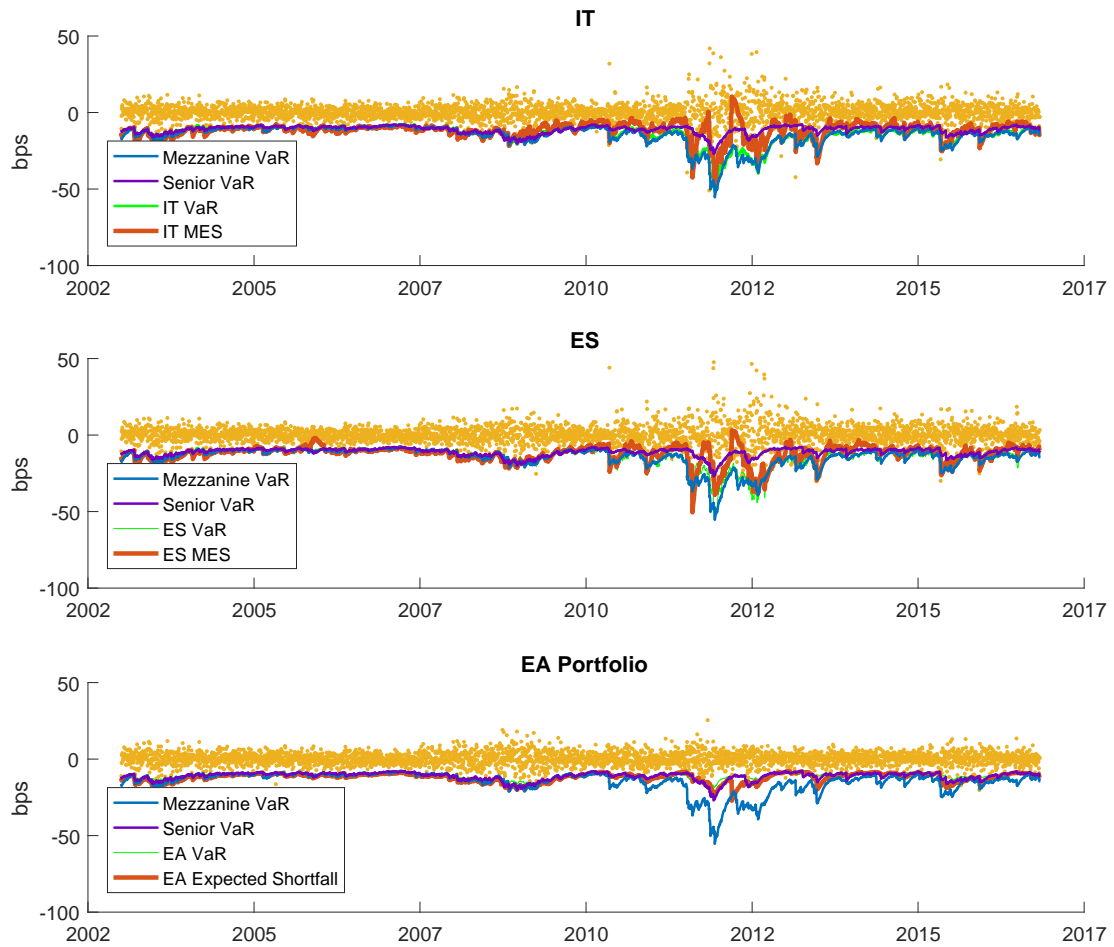 IT
50
0
-50
-100
bps
Mezzanine VaR
Senior VaR
IT VaR
IT MES
2002 2005 2007 2010 2012 2015 2017
ES
50
0
-50
-100
bps
Mezzanine VaR
Senior VaR
ES VaR
ES MES
2002 2005 2007 2010 2012 2015 2017
EA Portfolio
50
0
-50
-100
bps
Mezzanine VaR
Senior VaR
EA VaR
EA Expected Shortfall
2002 2005 2007 2010 2012 2015 2017